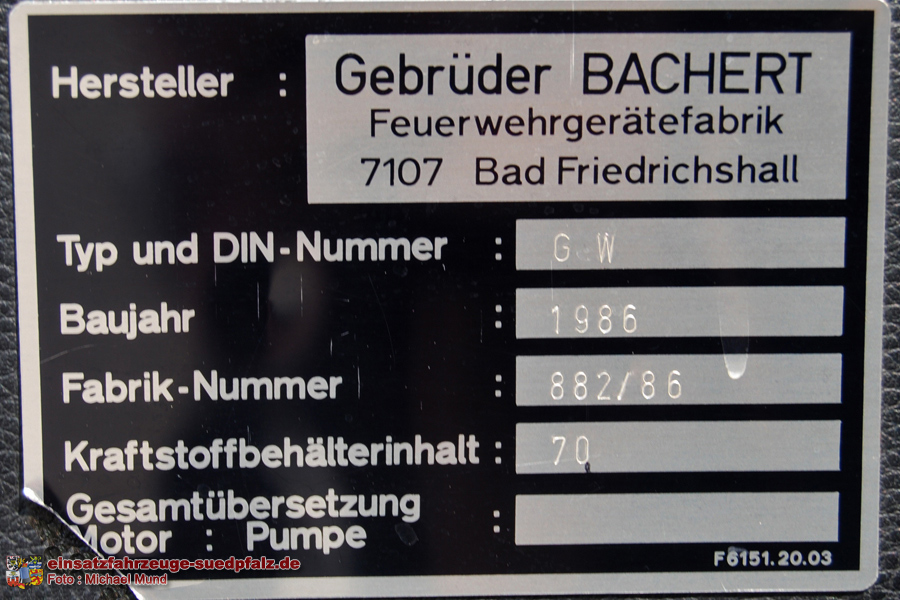 Hersteller :
Gebrüder BACHERT
Feuerwehrgerätefabrik
7107 Bad Friedrichshall
Typ und DIN-Nummer : G W
Baujahr : 1986
Fabrik-Nummer : 882/86
Kraftstoffbehälterinhalt : 70
Gesamtübersetzung
Motor : Pumpe :
F6151.20.03
einsatzfahrzeuge-suedpfalz.de
Foto : Michael Mund